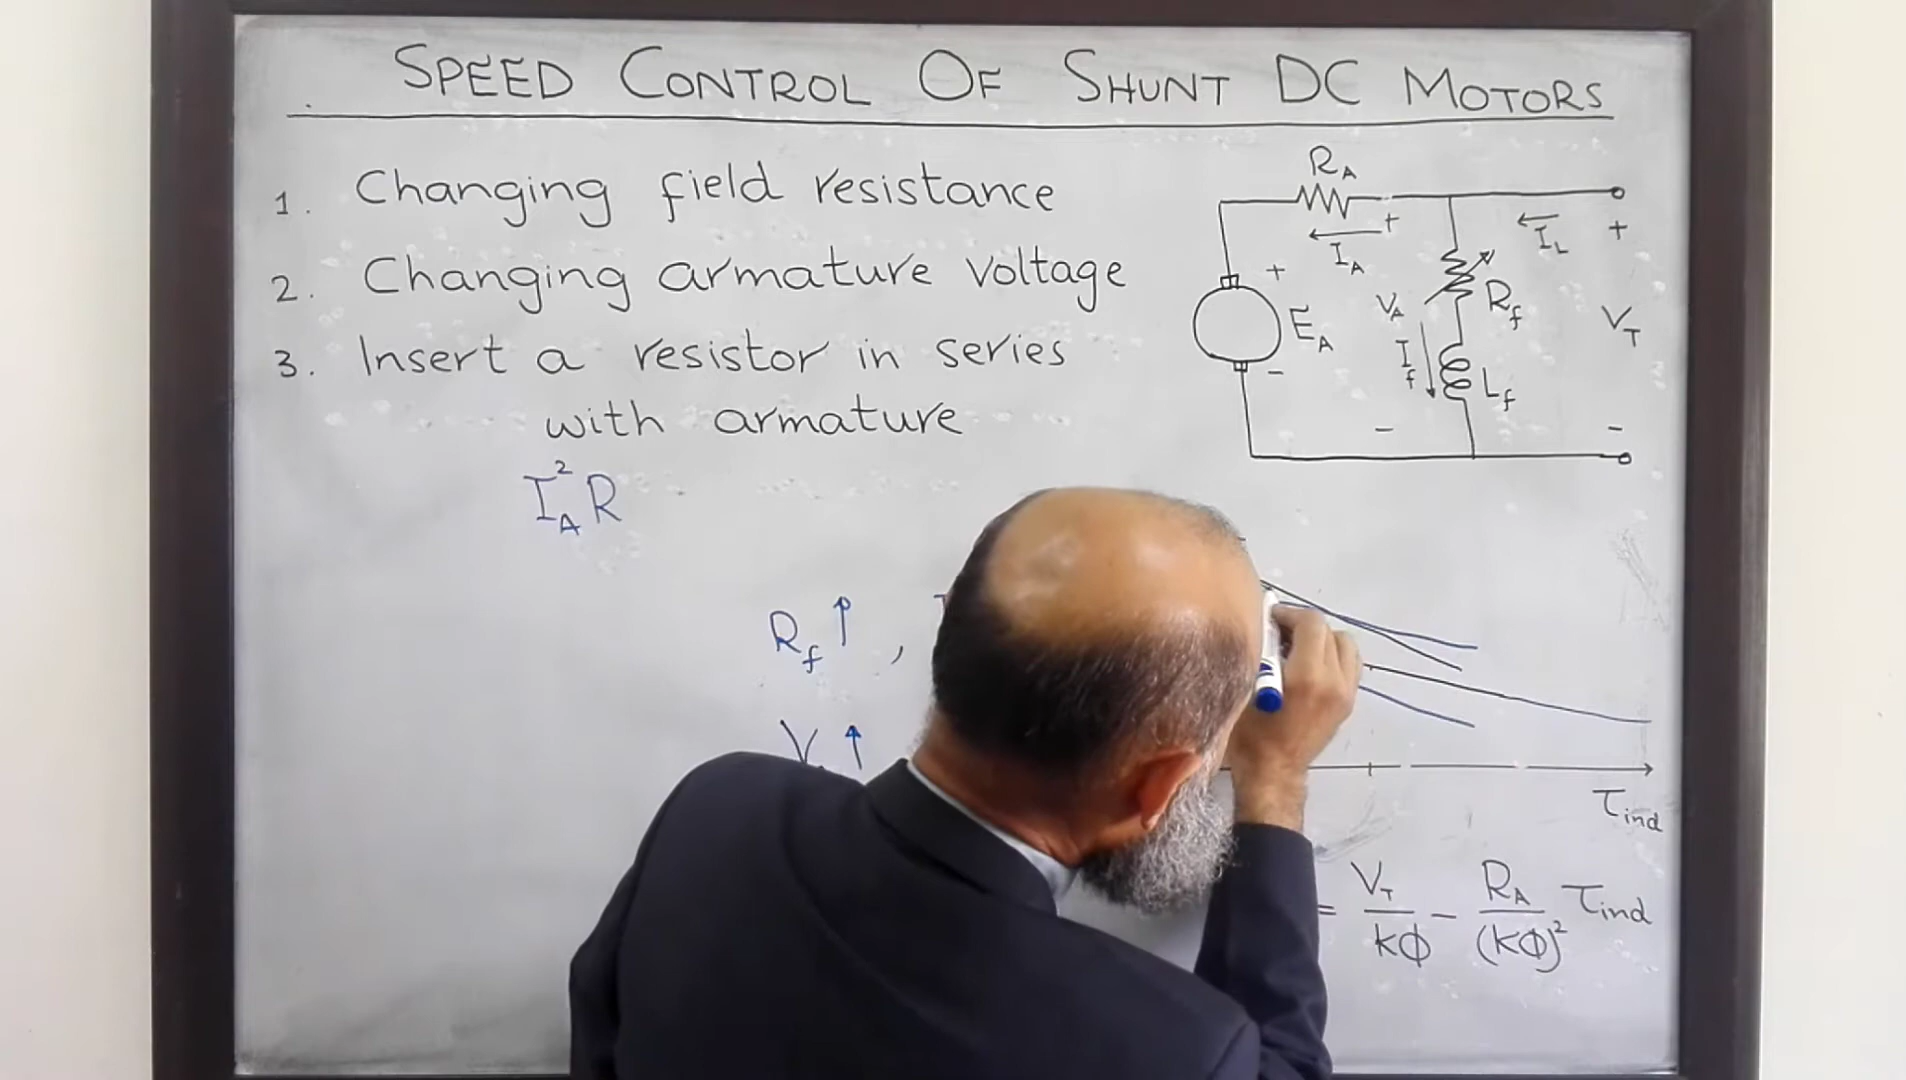 SPEED CONTROL OF SHUNT DC MOTORS
1. Changing field resistance
2. Changing armature voltage
3. Insert a resistor in series
with armature
I_A^2 R
R_A
+
I_A
I_L
+
+
E_A
-
V_A
R_f
V_T
I_f
L_f
-
-
R_f ↑ ,
V ↑
τ_ind
= V_T/kΦ - R_A/(kΦ)^2 τ_ind